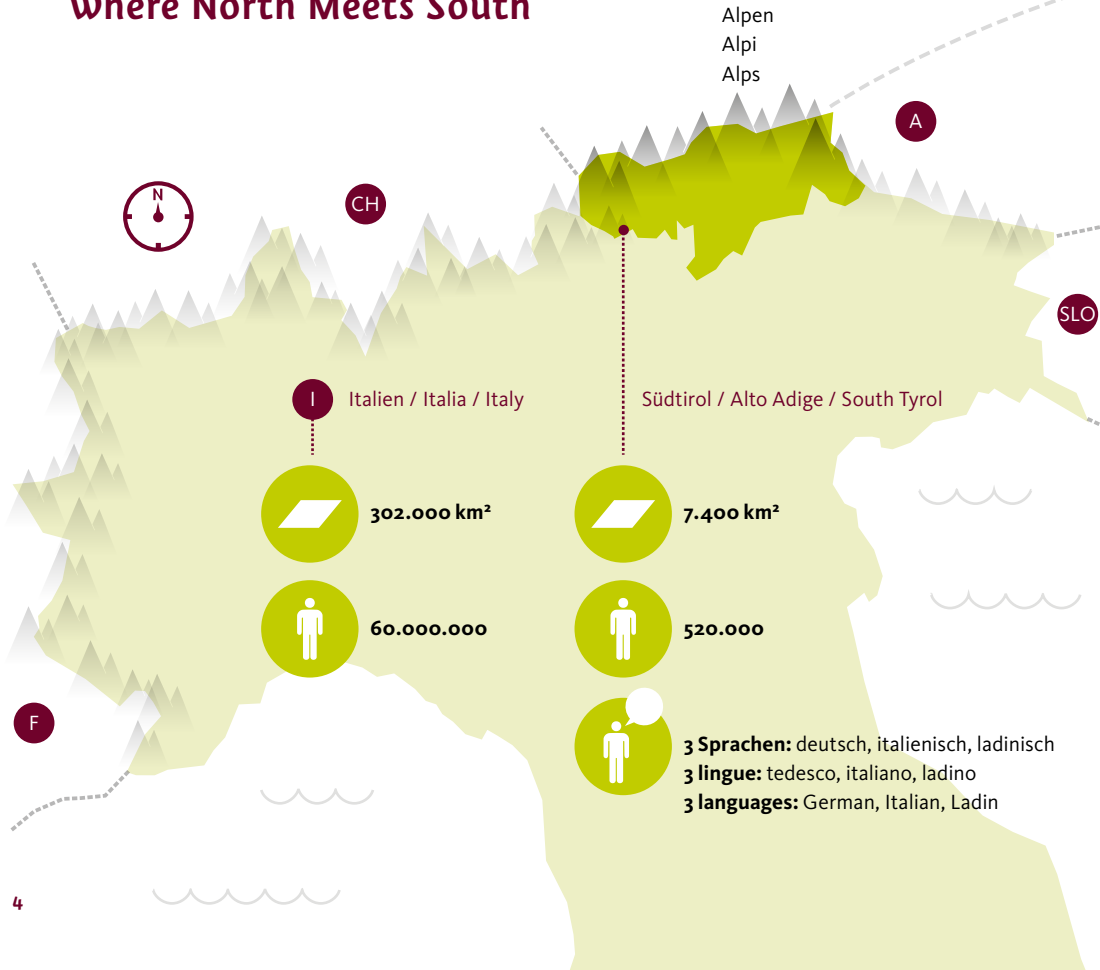 Where North Meets South
Alpen
Alpi
Alps
A
N
CH
SLO
I
Italien / Italia / Italy
Südtirol / Alto Adige / South Tyrol
302.000 km²
7.400 km²
60.000.000
520.000
F
3 Sprachen: deutsch, italienisch, ladinisch
3 lingue: tedesco, italiano, ladino
3 languages: German, Italian, Ladin
4